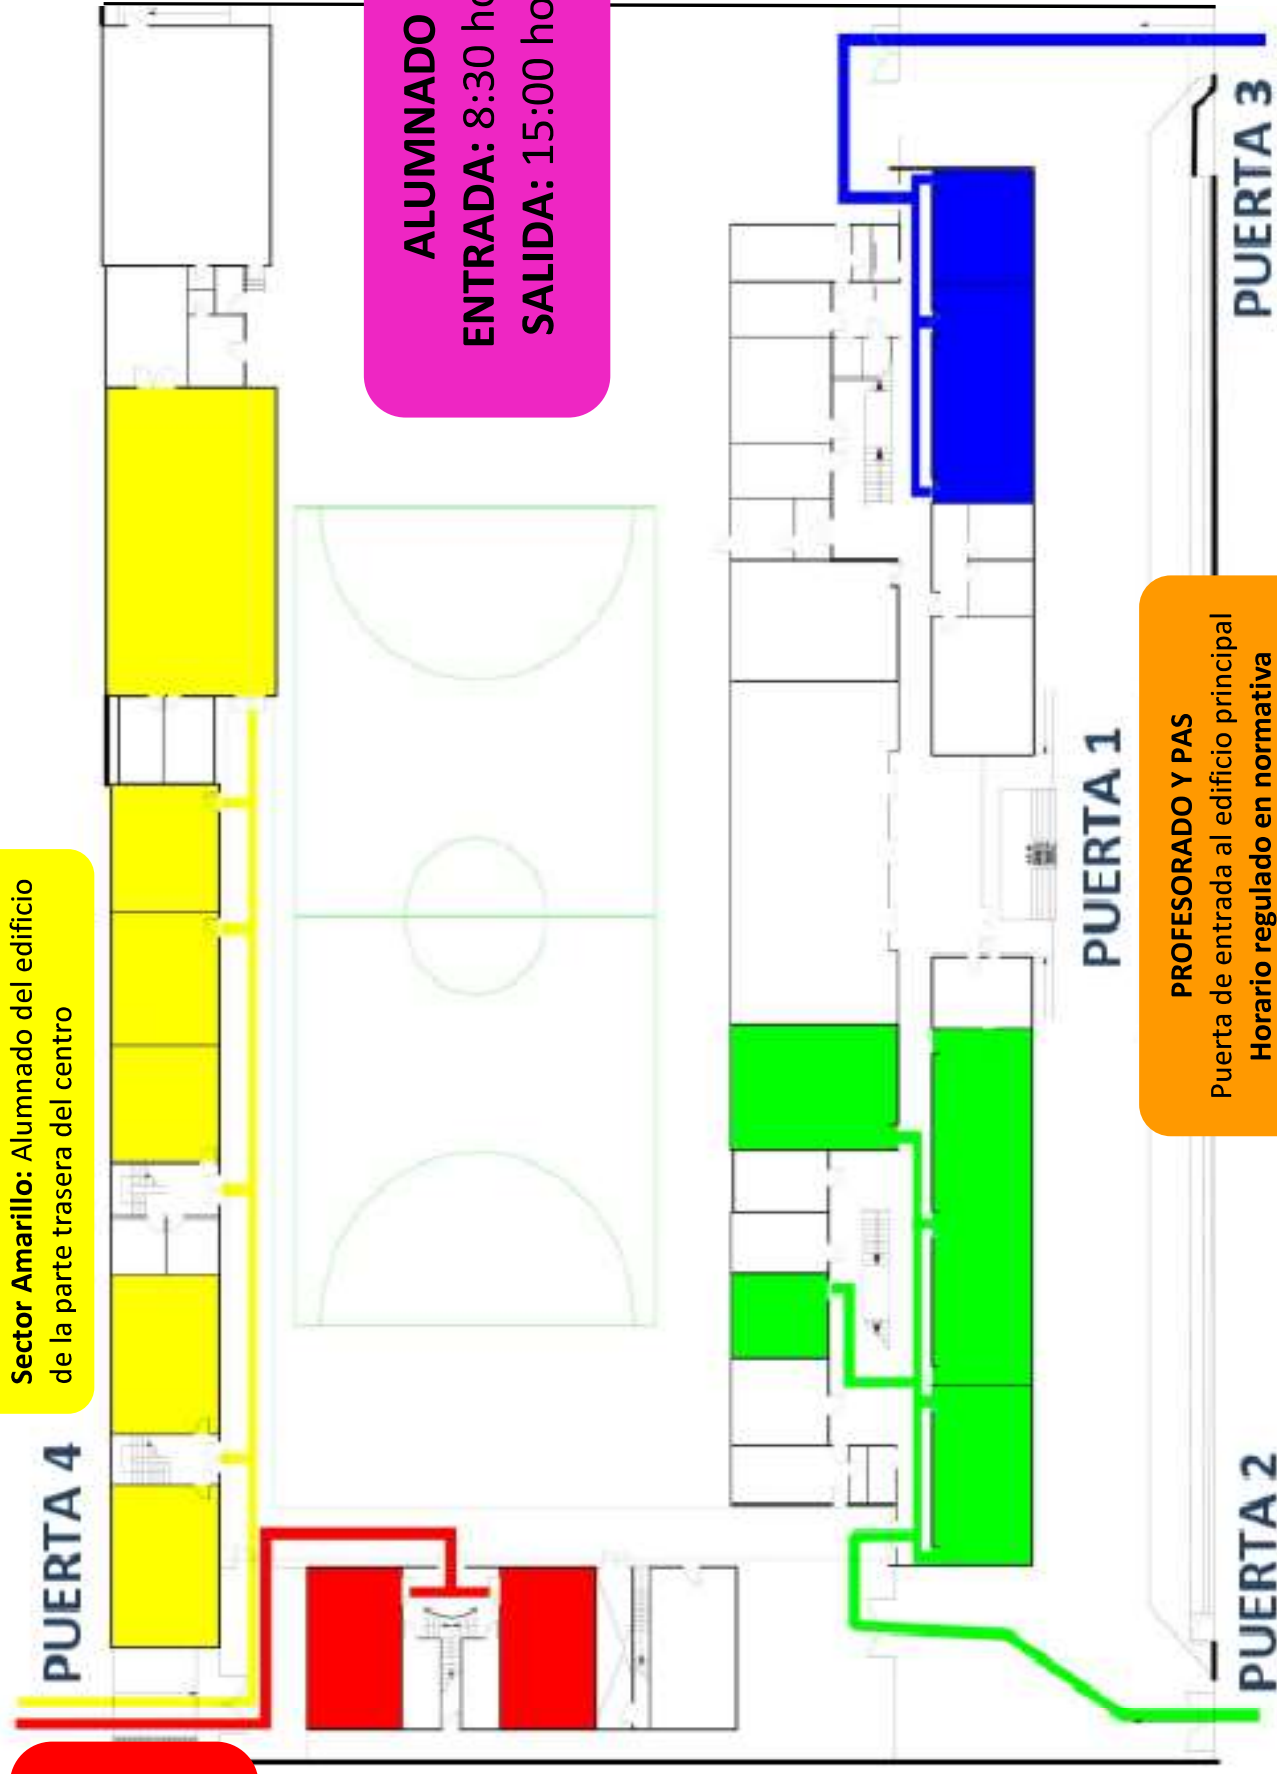 Sector Amarillo: Alumnado del edificio
de la parte trasera del centro
PUERTA 4
ALUMNADO
ENTRADA: 8:30 ho
SALIDA: 15:00 ho
PUERTA 1
PROFESORADO Y PAS
Puerta de entrada al edificio principal
Horario regulado en normativa
PUERTA 2
PUERTA 3